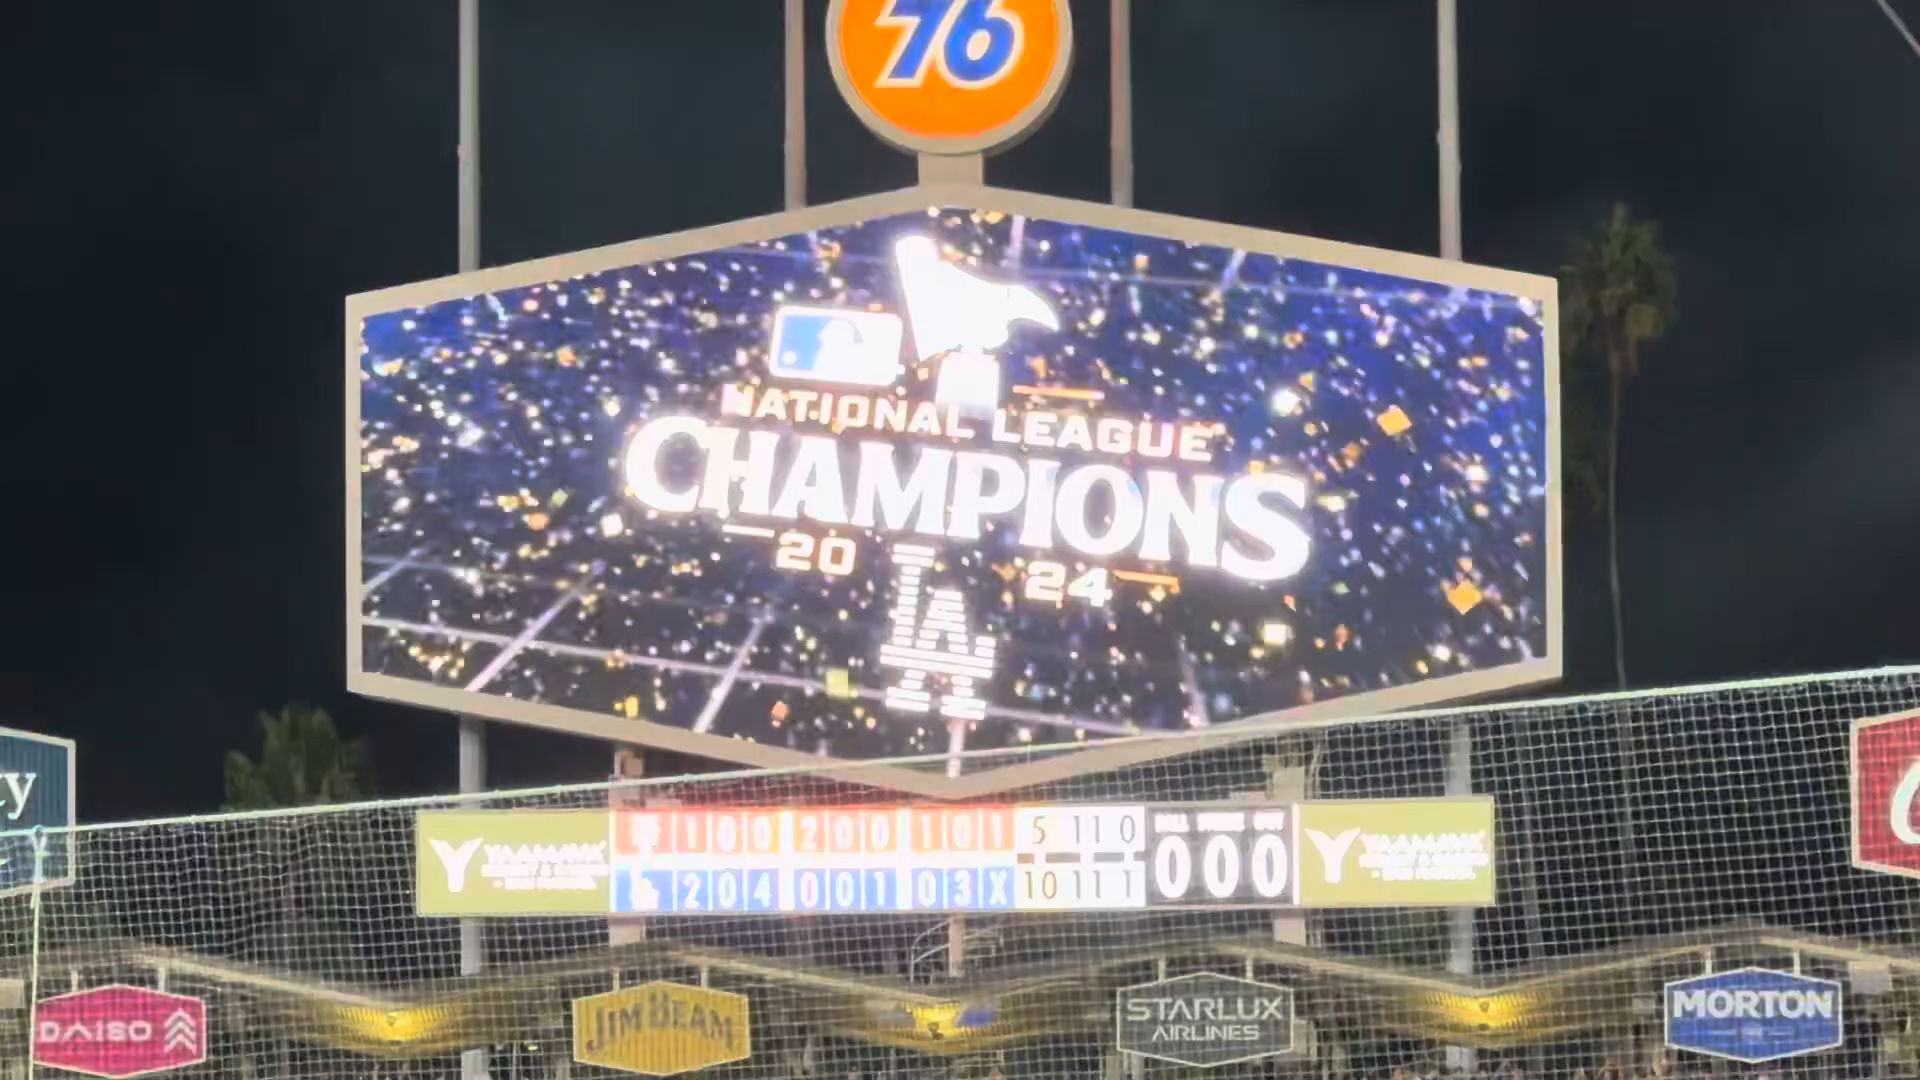 76
NATIONAL LEAGUE
CHAMPIONS
20 24
LA
1 0 0 2 0 0 1 0 1 5 11 0
2 0 4 0 0 1 0 3 X 10 11 1
0 0 0
DAISO
JIM BEAM
STARLUX
AIRLINES
MORTON